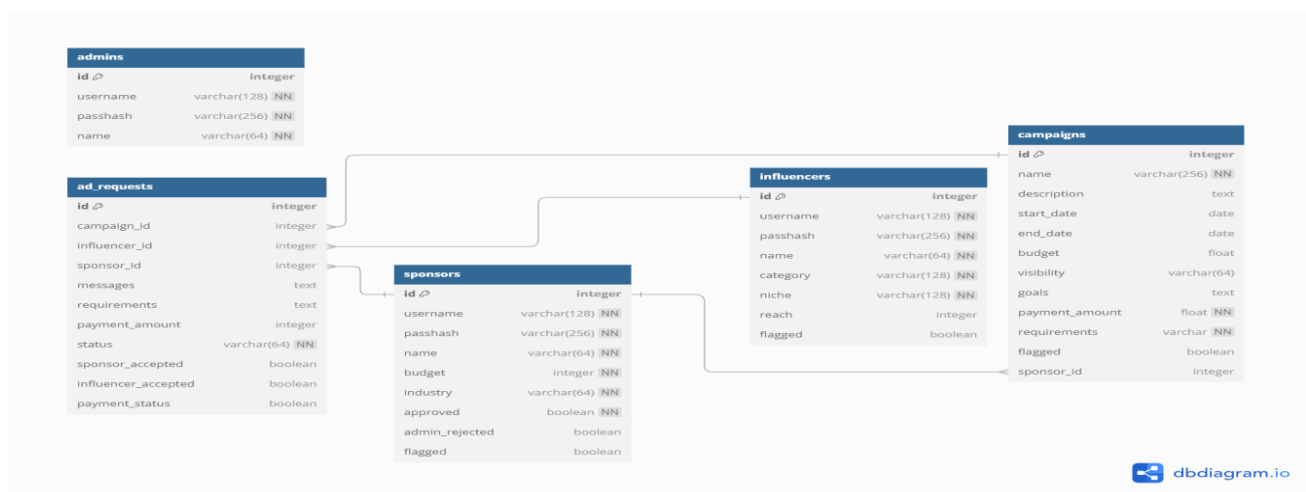 admins
id integer
username varchar(128) NN
passhash varchar(256) NN
name varchar(64) NN
ad_requests
id integer
campaign_id integer
influencer_id integer
sponsor_id integer
messages text
requirements text
payment_amount integer
status varchar(64) NN
sponsor_accepted boolean
influencer_accepted boolean
payment_status boolean
sponsors
id integer
username varchar(128) NN
passhash varchar(256) NN
name varchar(64) NN
budget integer NN
industry varchar(64) NN
approved boolean NN
admin_rejected boolean
flagged boolean
influencers
id integer
username varchar(128) NN
passhash varchar(256) NN
name varchar(64) NN
category varchar(128) NN
niche varchar(128) NN
reach integer
flagged boolean
campaigns
id integer
name varchar(256) NN
description text
start_date date
end_date date
budget float
visibility varchar(64)
goals text
payment_amount float NN
requirements varchar NN
flagged boolean
sponsor_id integer
dbdiagram.io